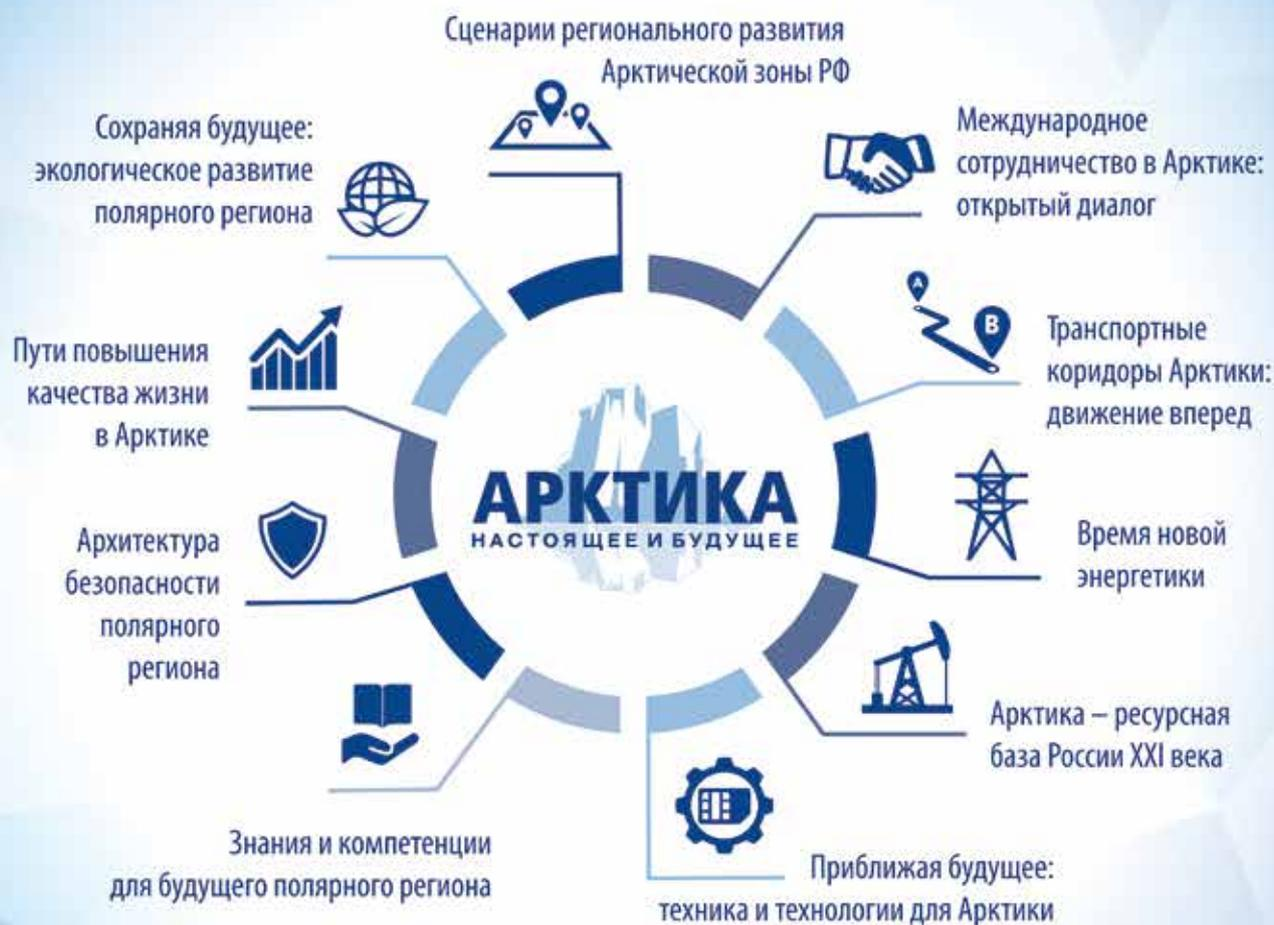 Сценарии регионального развития
Арктической зоны РФ
Международное
сотрудничество в Арктике:
открытый диалог
A
B
Транспортные
коридоры Арктики:
движение вперед
Время новой
энергетики
Арктика – ресурсная
база России XXI века
Приближая будущее:
техника и технологии для Арктики
Знания и компетенции
для будущего полярного региона
Архитектура
безопасности
полярного
региона
Пути повышения
качества жизни
в Арктике
Сохраняя будущее:
экологическое развитие
полярного региона
АРКТИКА
НАСТОЯЩЕЕ И БУДУЩЕЕ